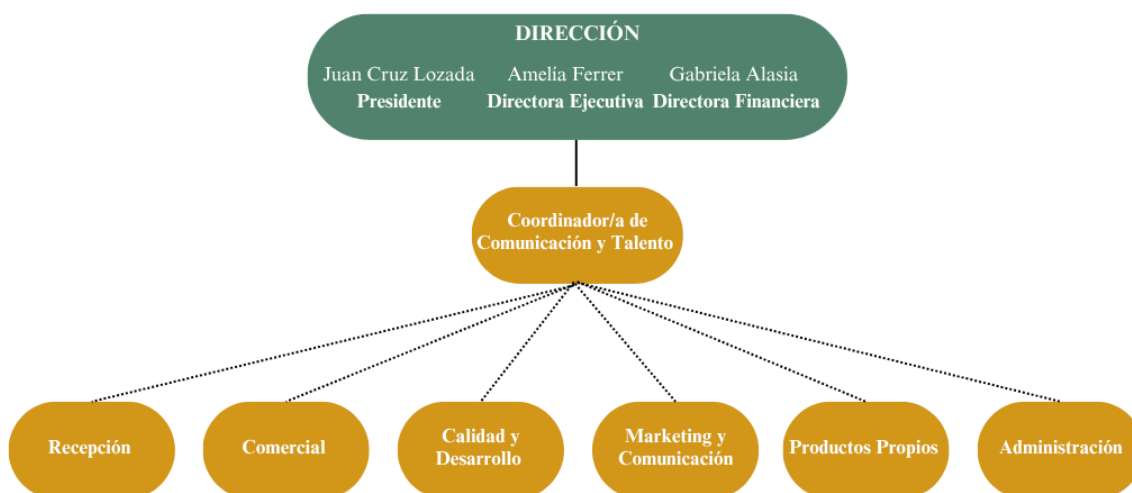 DIRECCIÓN
Juan Cruz Lozada
Presidente
Amelía Ferrer
Directora Ejecutiva
Gabriela Alasia
Directora Financiera
Coordinador/a de
Comunicación y Talento
Recepción
Comercial
Calidad y
Desarrollo
Marketing y
Comunicación
Productos Propios
Administración